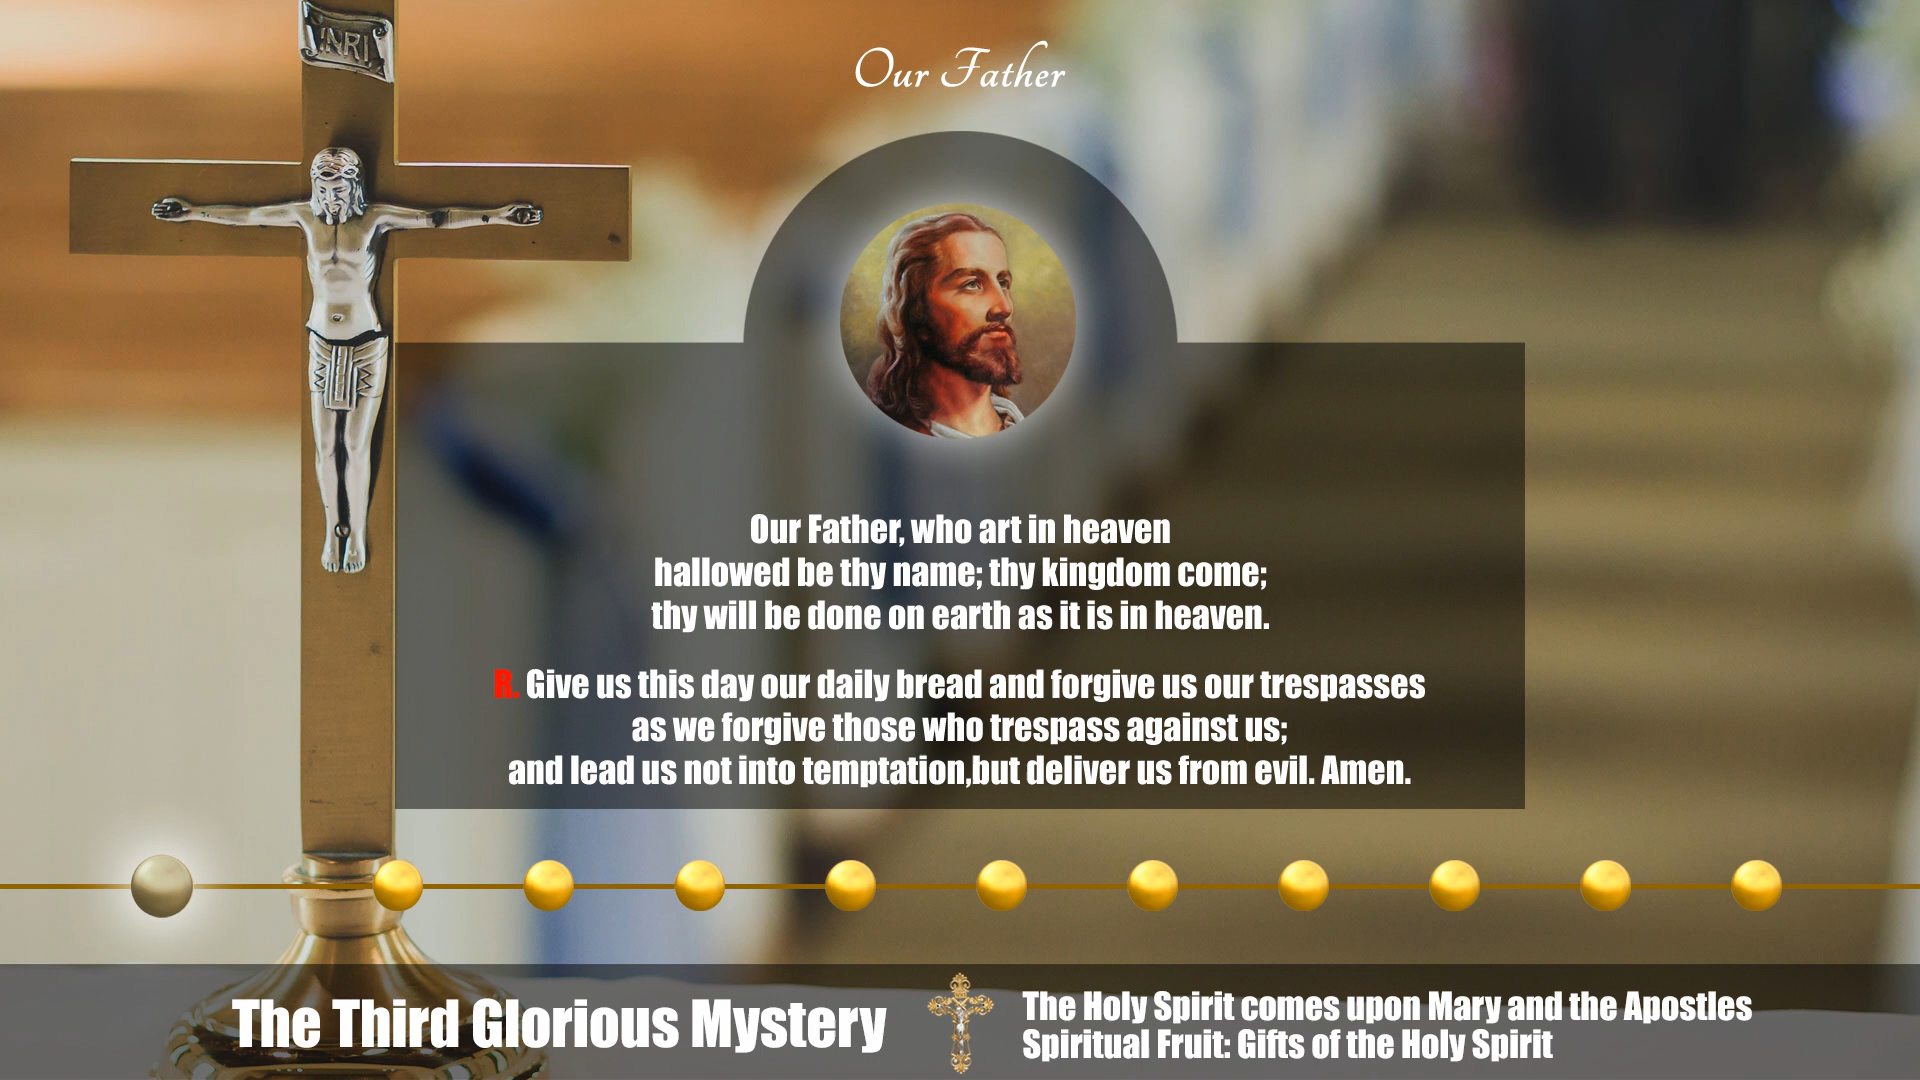 INRI
Our Father
Our Father, who art in heaven
hallowed be thy name; thy kingdom come;
thy will be done on earth as it is in heaven.
R. Give us this day our daily bread and forgive us our trespasses
as we forgive those who trespass against us;
and lead us not into temptation,but deliver us from evil. Amen.
The Third Glorious Mystery
The Holy Spirit comes upon Mary and the Apostles
Spiritual Fruit: Gifts of the Holy Spirit